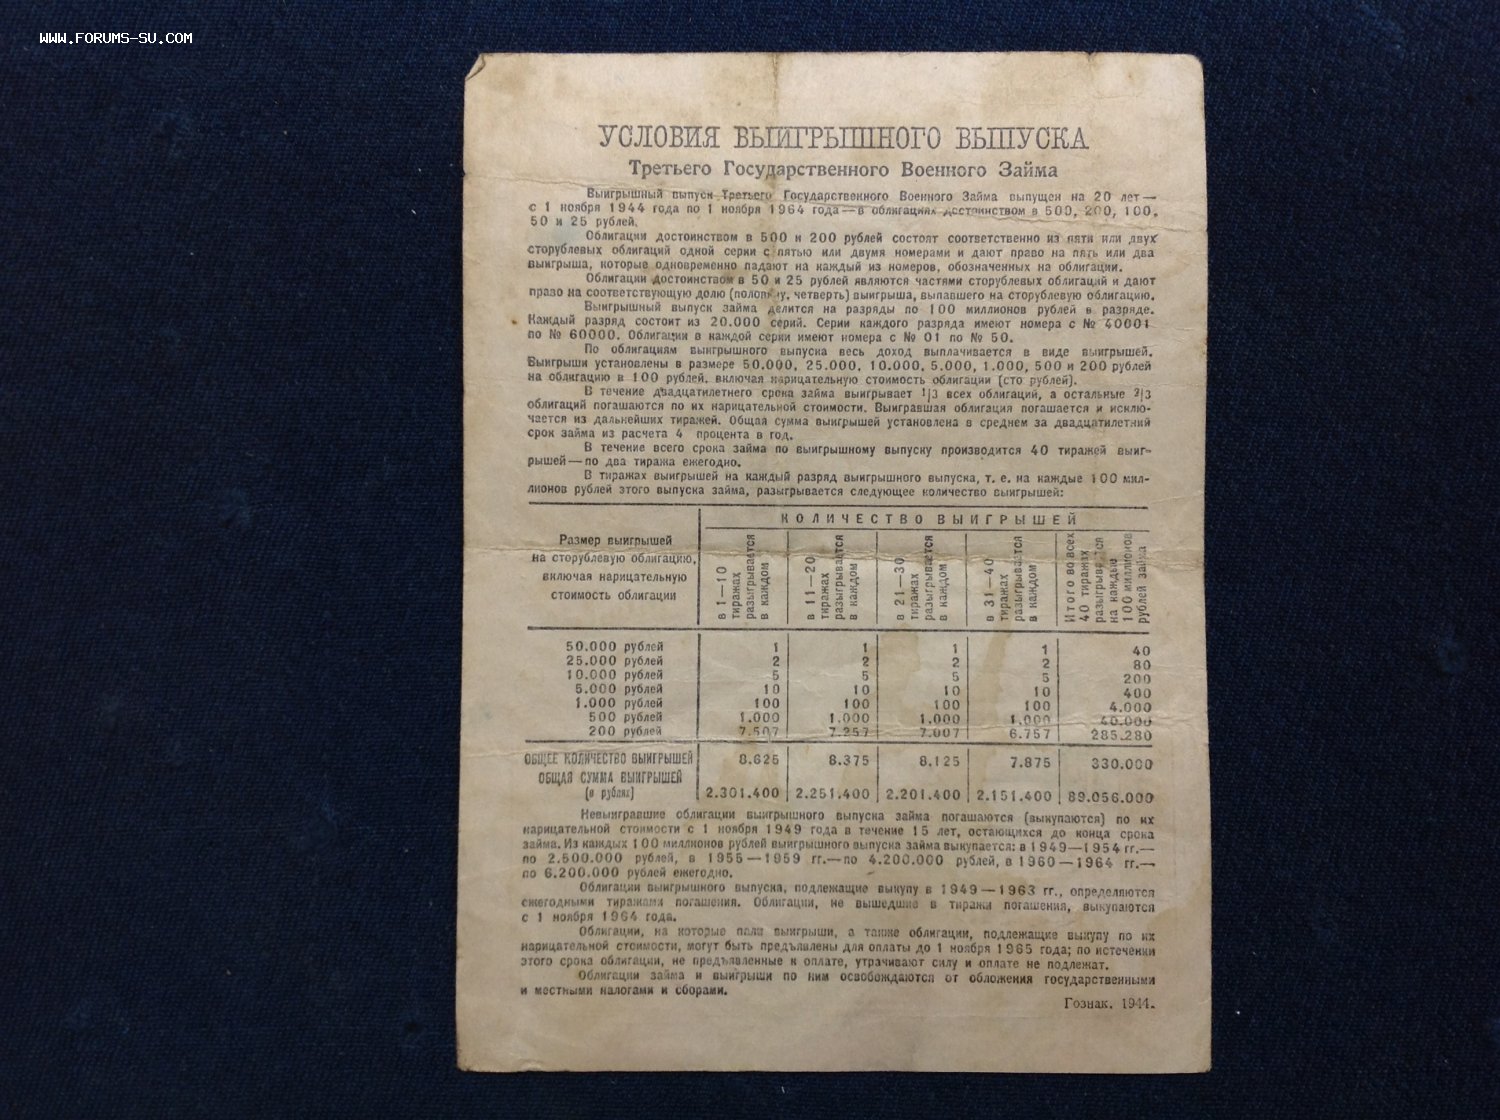 WWW.FORUMS-SU.COM
УСЛОВИЯ ВЫИГРЫШНОГО ВЫПУСКА
Третьего Государственного Военного Займа
Выигрышный выпуск Третьего Государственного Военного Займа выпущен на 20 лет—
с 1 ноября 1944 года по 1 ноября 1964 года—в облигациях достоинством в 500, 200, 100,
50 и 25 рублей.
Облигации достоинством в 500 и 200 рублей состоят соответственно из пяти или двух
сторублевых облигаций одной серии с пятью или двумя номерами и дают право на пять или два
выигрыша, которые одновременно падают на каждый из номеров, обозначенных на облигации.
Облигации достоинством в 50 и 25 рублей являются частями сторублевых облигаций и дают
право на соответствующую долю (половину, четверть) выигрыша, выпавшего на сторублевую облигацию.
Выигрышный выпуск займа делится на разряды по 100 миллионов рублей в разряде.
Каждый разряд состоит из 20.000 серий. Серии каждого разряда имеют номера с № 40001
по № 60000. Облигации в каждой серии имеют номера с № 01 по № 50.
По облигациям выигрышного выпуска весь доход выплачивается в виде выигрышей.
Выигрыши установлены в размере 50.000, 25.000, 10.000, 5.000, 1.000, 500 и 200 рублей
на облигацию в 100 рублей, включая нарицательную стоимость облигации (сто рублей).
В течение двадцатилетнего срока займа выигрывает 1/3 всех облигаций, а остальные 2/3
облигаций погашаются по их нарицательной стоимости. Выигравшая облигация погашается и исклю-
чается из дальнейших тиражей. Общая сумма выигрышей установлена в среднем за двадцатилетний
срок займа из расчета 4 процента в год.
В течение всего срока займа по выигрышному выпуску производится 40 тиражей выиг-
рышей—по два тиража ежегодно.
В тиражах выигрышей на каждый разряд выигрышного выпуска, т. е. на каждые 100 мил-
лионов рублей этого выпуска займа, разыгрывается следующее количество выигрышей:
КОЛИЧЕСТВО ВЫИГРЫШЕЙ
Размер выигрышей
на сторублевую облигацию,
включая нарицательную
стоимость облигации
в 1—10
тиражах
разыгрывается
в каждом
в 11—20
тиражах
разыгрывается
в каждом
в 21—30
тиражах
разыгрывается
в каждом
в 31—40
тиражах
разыгрывается
в каждом
Итого во всех
40 тиражах
разыгрывается
на каждые
100 миллионов
рублей займа
50.000 рублей 1 1 1 1 40
25.000 рублей 2 2 2 2 80
10.000 рублей 5 5 5 5 200
5.000 рублей 10 10 10 10 400
1.000 рублей 100 100 100 100 4.000
500 рублей 1.000 1.000 1.000 1.000 40.000
200 рублей 7.507 7.257 7.007 6.757 285.280
ОБЩЕЕ КОЛИЧЕСТВО ВЫИГРЫШЕЙ 8.625 8.375 8.125 7.875 330.000
ОБЩАЯ СУММА ВЫИГРЫШЕЙ
(в рублях) 2.301.400 2.251.400 2.201.400 2.151.400 89.056.000
Невыигравшие облигации выигрышного выпуска займа погашаются (выкупаются) по их
нарицательной стоимости с 1 ноября 1949 года в течение 15 лет, остающихся до конца срока
займа. Из каждых 100 миллионов рублей выигрышного выпуска займа выкупается: в 1949—1954 гг.—
по 2.500.000 рублей, в 1955—1959 гг.—по 4.200.000 рублей, в 1960—1964 гг.—
по 6.200.000 рублей ежегодно.
Облигации выигрышного выпуска, подлежащие выкупу в 1949—1963 гг., определяются
ежегодными тиражами погашения. Облигации, не вышедшие в тиражи погашения, выкупаются
с 1 ноября 1964 года.
Облигации, на которые пали выигрыши, а также облигации, подлежащие выкупу по их
нарицательной стоимости, могут быть предъявлены для оплаты до 1 ноября 1965 года; по истечении
этого срока облигации, не предъявленные к оплате, утрачивают силу и оплате не подлежат.
Облигации займа и выигрыши по ним освобождаются от обложения государственными
и местными налогами и сборами.
Гознак. 1944.